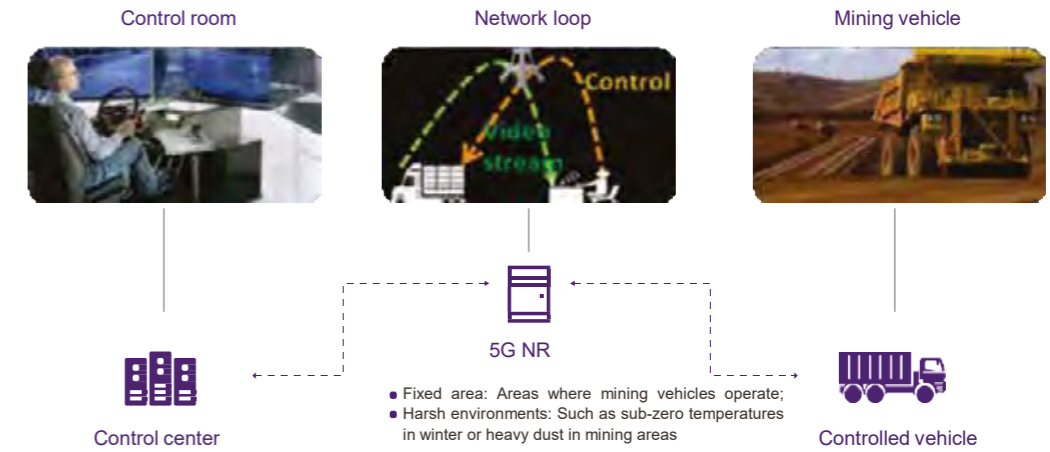 Control room
Network loop
Mining vehicle
Control
Video
stream
5G NR
Fixed area: Areas where mining vehicles operate;
Harsh environments: Such as sub-zero temperatures
in winter or heavy dust in mining areas
Control center
Controlled vehicle